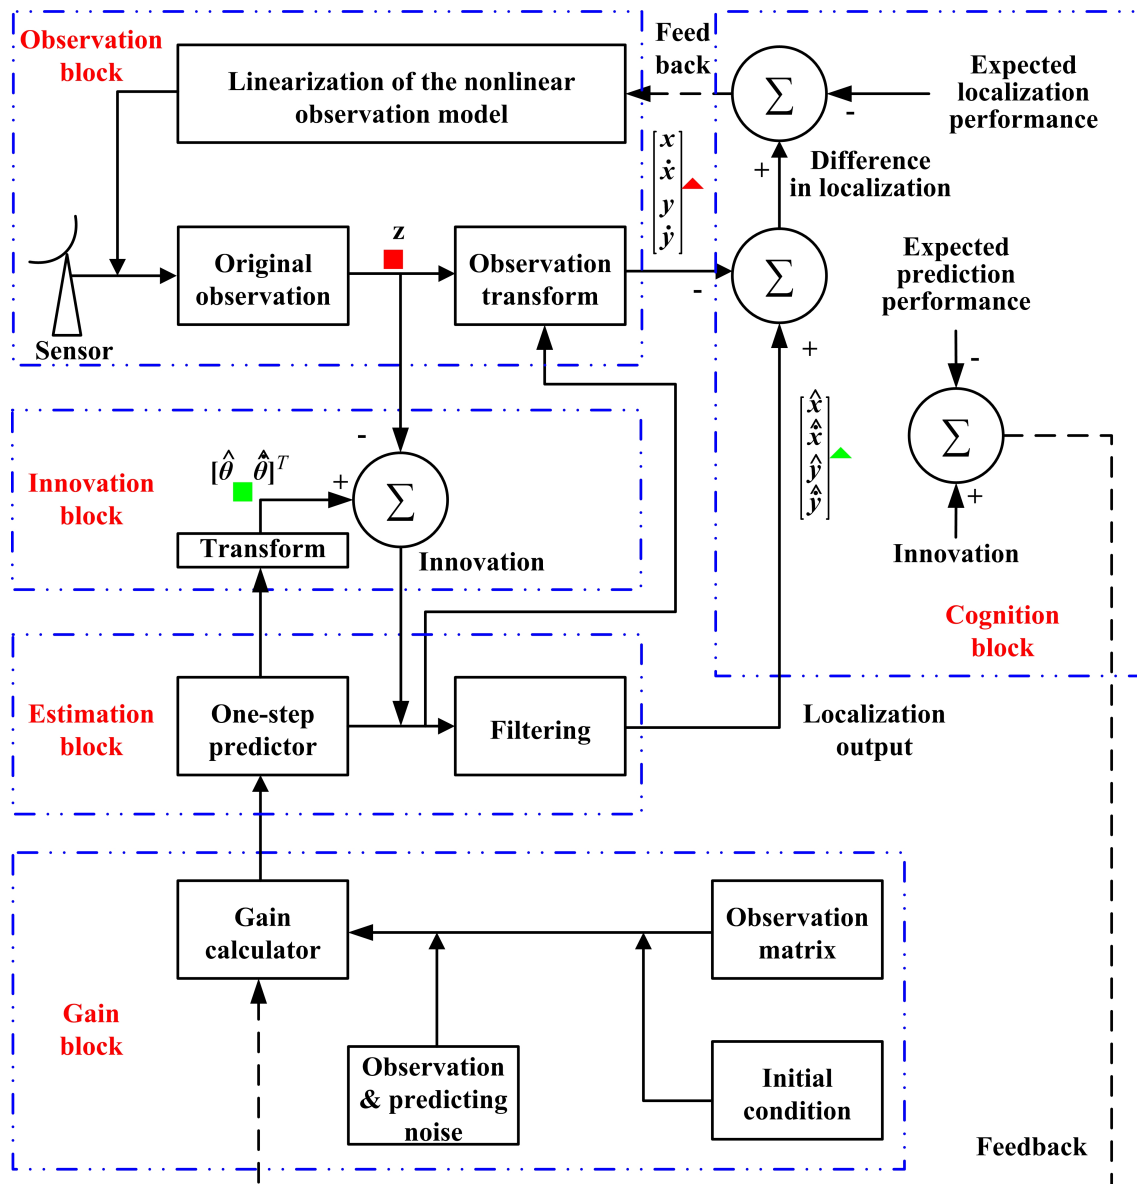 Observation
block
Linearization of the nonlinear
observation model
Feed
back
∑
-
Expected
localization
performance
+
Difference
in localization
x
ẋ
y
ẏ
Sensor
Original
observation
z
Observation
transform
-
∑
+
Expected
prediction
performance
-
∑
+
Innovation
x̂
ẋ̂
ŷ
ẏ̂
Cognition
block
Innovation
block
[θ̂ θ̇̂]ᵀ
+
-
∑
Transform
Innovation
Estimation
block
One-step
predictor
Filtering
Localization
output
Gain
block
Gain
calculator
Observation
matrix
Observation
& predicting
noise
Initial
condition
Feedback